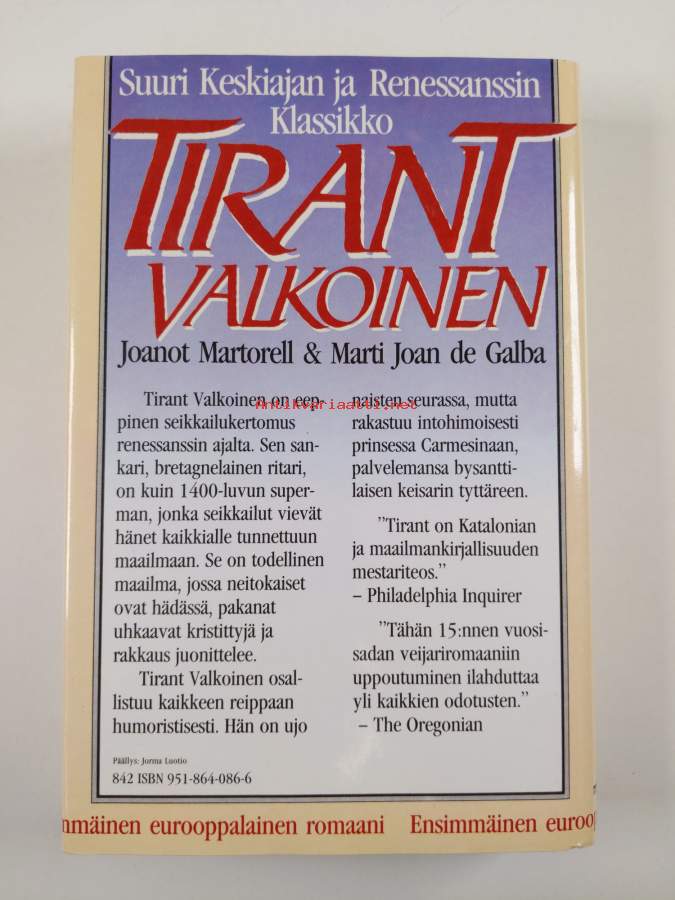 Suuri Keskiajan ja Renessanssin
Klassikko
TIRANT
VALKOINEN
Joanot Martorell & Marti Joan de Galba
Tirant Valkoinen on eep-
pinen seikkailukertomus
renessanssin ajalta. Sen san-
kari, bretagnelainen ritari,
on kuin 1400-luvun super-
man, jonka seikkailut vievät
hänet kaikkialle tunnettuun
maailmaan. Se on todellinen
maailma, jossa neitokaiset
ovat hädässä, pakanat
uhkaavat kristittyjä ja
rakkaus juonittelee.
Tirant Valkoinen osal-
listuu kaikkeen reippaan
humoristisesti. Hän on ujo
naisten seurassa, mutta
rakastuu intohimoisesti
prinsessa Carmesinaan,
palvelemansa bysantti-
laisen keisarin tyttäreen.
"Tirant on Katalonian
ja maailmankirjallisuuden
mestariteos."
– Philadelphia Inquirer
"Tähän 15:nnen vuosi-
sadan veijariromaaniin
uppoutuminen ilahduttaa
yli kaikkien odotusten."
– The Oregonian
Antikvariaatti.net
Päällys: Jorma Luotio
842 ISBN 951-864-086-6
mmäinen eurooppalainen romaani Ensimmäinen euroop